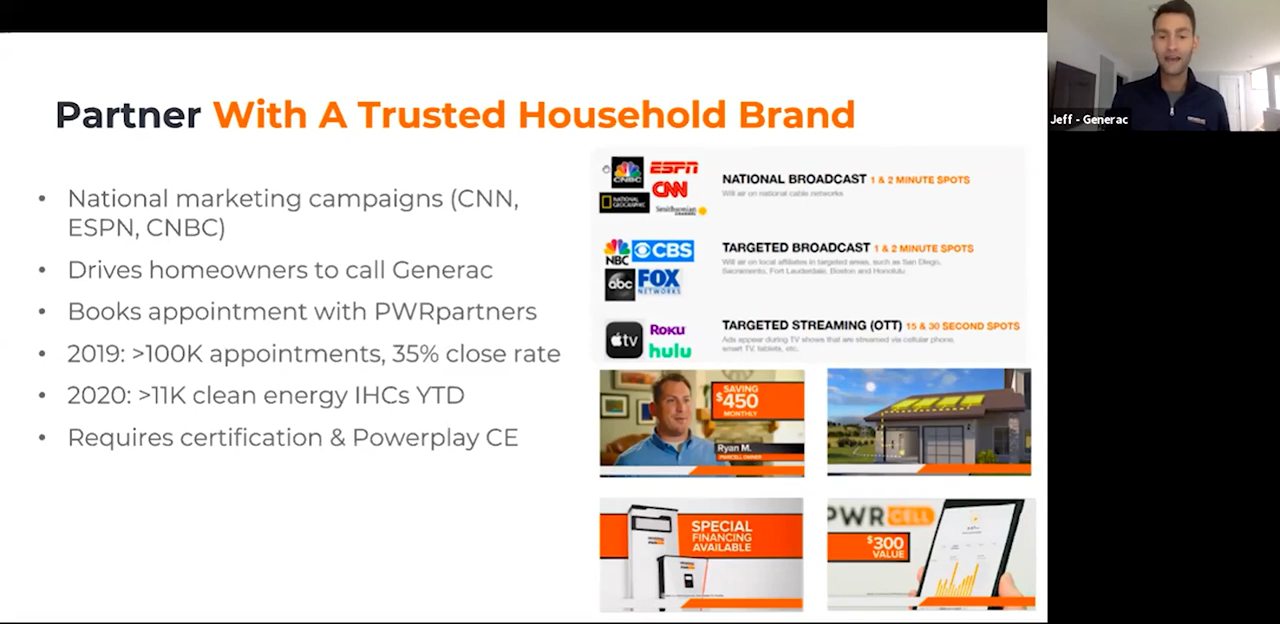 Partner With A Trusted Household Brand
• National marketing campaigns (CNN,
ESPN, CNBC)
• Drives homeowners to call Generac
• Books appointment with PWRpartners
• 2019: >100K appointments, 35% close rate
• 2020: >11K clean energy IHCs YTD
• Requires certification & Powerplay CE
CNBC
ESPN
NATIONAL
GEOGRAPHIC
CNN
Smithsonian
CHANNEL
NATIONAL BROADCAST 1 & 2 MINUTE SPOTS
Will air on national cable networks
NBC
CBS
abc
FOX
NETWORKS
TARGETED BROADCAST 1 & 2 MINUTE SPOTS
Will air on local affiliates in targeted areas, such as San Diego,
Sacramento, Fort Lauderdale, Boston and Honolulu
tv
ROKU
hulu
TARGETED STREAMING (OTT) 15 & 30 SECOND SPOTS
Ads appear during TV shows that are streamed via cellular phone,
smart TV, tablets, etc.
SAVING
$450
MONTHLY
Ryan M.
PWRCELL OWNER
SPECIAL
FINANCING
AVAILABLE
PWRCELL
$300
VALUE
Jeff - Generac